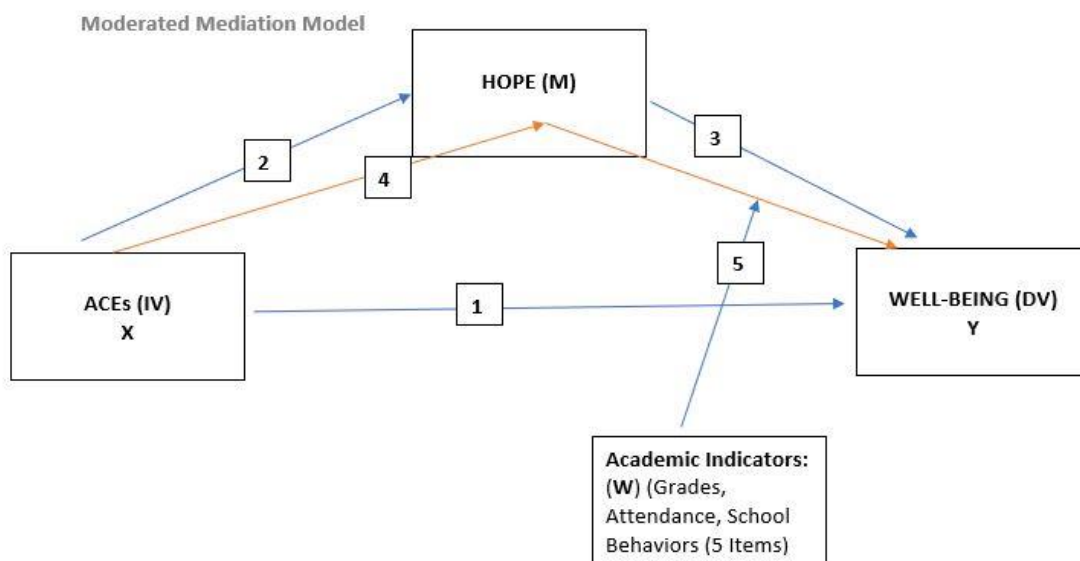 Moderated Mediation Model
HOPE (M)
3
2
4
5
ACEs (IV)
X
1
WELL-BEING (DV)
Y
Academic Indicators:
(W) (Grades,
Attendance, School
Behaviors (5 Items)